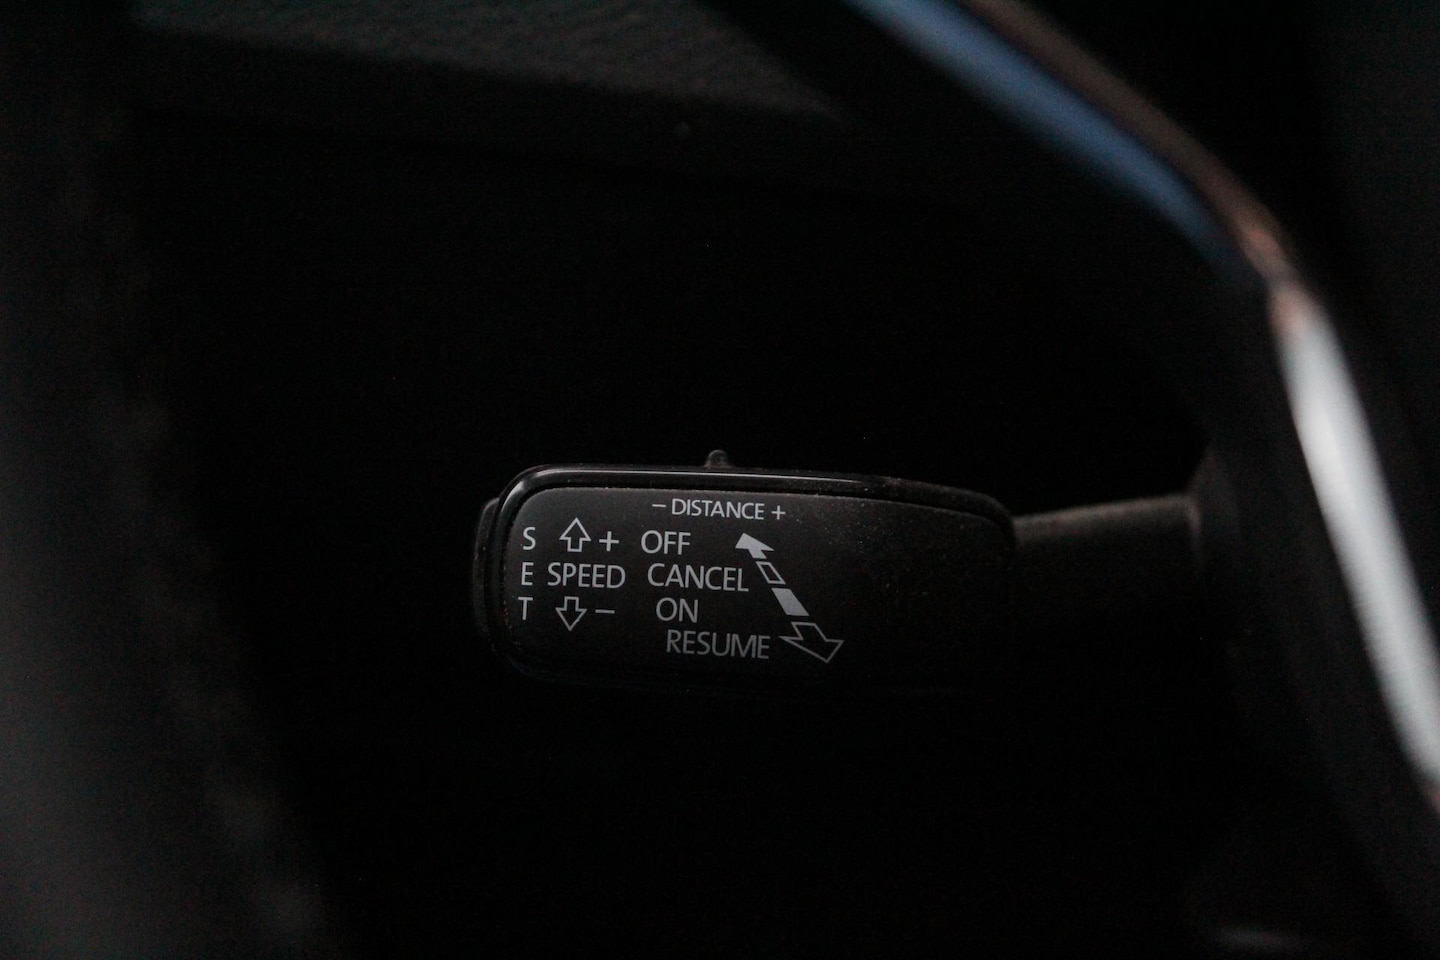 − DISTANCE +
S + OFF
E SPEED CANCEL
T − ON
RESUME